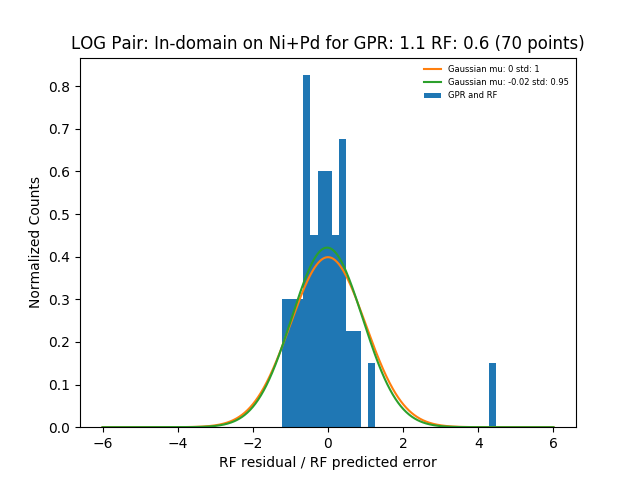 LOG Pair: In-domain on Ni+Pd for GPR: 1.1 RF: 0.6 (70 points)
Gaussian mu: 0 std: 1
Gaussian mu: -0.02 std: 0.95
GPR and RF
Normalized Counts
0.8
0.7
0.6
0.5
0.4
0.3
0.2
0.1
0.0
−6 −4 −2 0 2 4 6
RF residual / RF predicted error